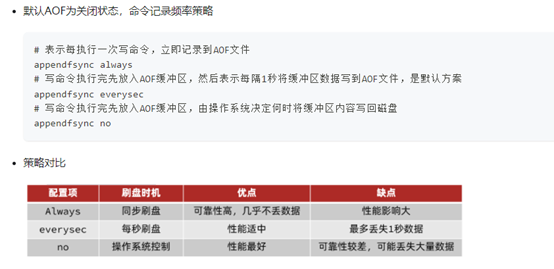 默认AOF为关闭状态，命令记录频率策略
# 表示每执行一次写命令，立即记录到AOF文件
appendfsync always
# 写命令执行完先放入AOF缓冲区，然后表示每隔1秒将缓冲区数据写到AOF文件，是默认方案
appendfsync everysec
# 写命令执行完先放入AOF缓冲区，由操作系统决定何时将缓冲区内容写回磁盘
appendfsync no
策略对比
配置项 刷盘时机 优点 缺点
Always 同步刷盘 可靠性高，几乎不丢数据 性能影响大
everysec 每秒刷盘 性能适中 最多丢失1秒数据
no 操作系统控制 性能最好 可靠性较差，可能丢失大量数据